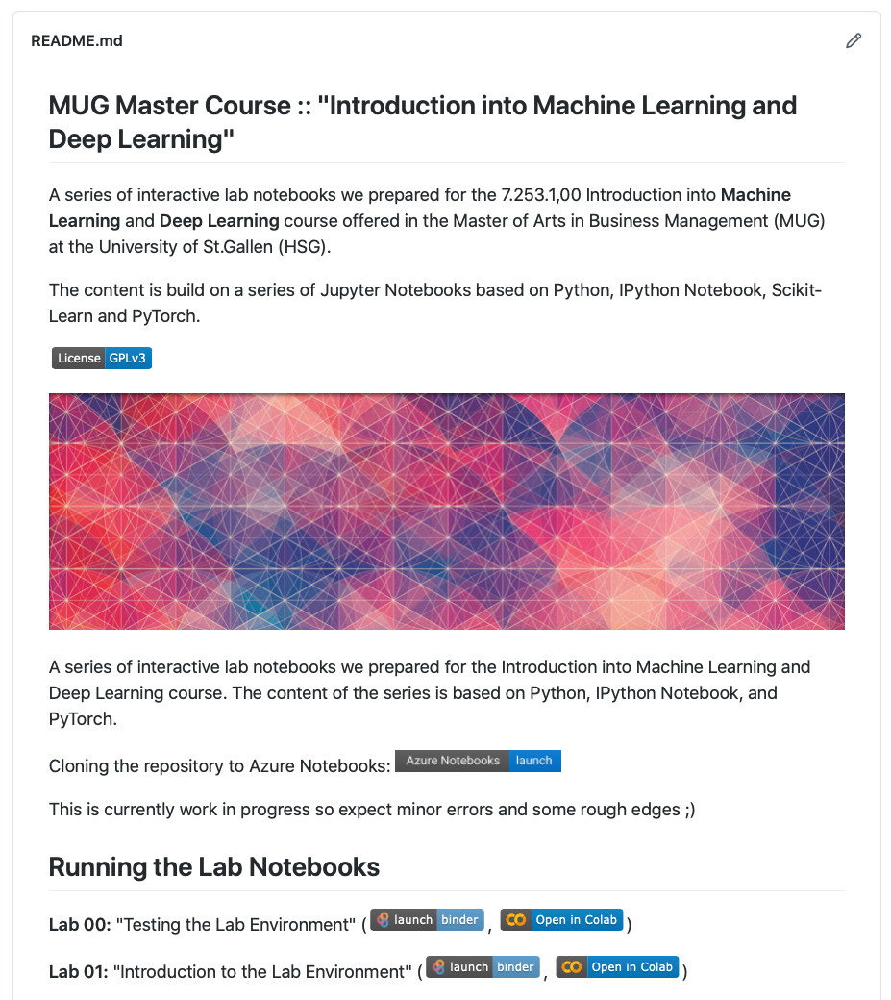 README.md
MUG Master Course :: "Introduction into Machine Learning and
Deep Learning"
A series of interactive lab notebooks we prepared for the 7.253.1,00 Introduction into Machine
Learning and Deep Learning course offered in the Master of Arts in Business Management (MUG)
at the University of St.Gallen (HSG).
The content is build on a series of Jupyter Notebooks based on Python, IPython Notebook, Scikit-
Learn and PyTorch.
License GPLv3
A series of interactive lab notebooks we prepared for the Introduction into Machine Learning and
Deep Learning course. The content of the series is based on Python, IPython Notebook, and
PyTorch.
Cloning the repository to Azure Notebooks: Azure Notebooks launch
This is currently work in progress so expect minor errors and some rough edges ;)
Running the Lab Notebooks
Lab 00: "Testing the Lab Environment" ( launch binder , Open in Colab )
Lab 01: "Introduction to the Lab Environment" ( launch binder , Open in Colab )